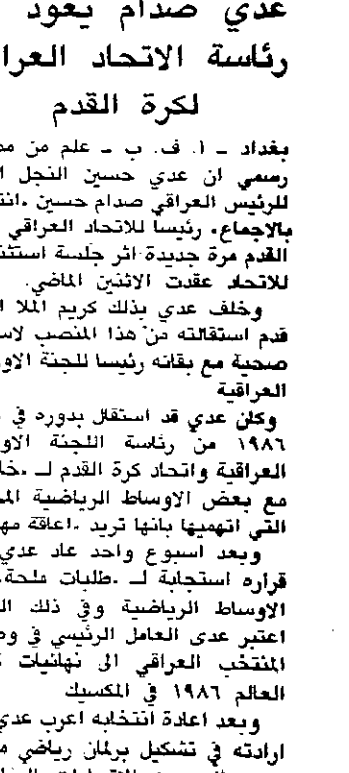 عدي صدام يعود
رئاسة الاتحاد العرا
لكرة القدم
بغداد - ا. ف. ب - علم من مص
رسمي ان عدي حسين النجل ا
للرئيس العراقي صدام حسين «انت
بالاجماع» رئيساً للاتحاد العراقي
القدم مرة جديدة اثر جلسة استثن
للاتحاد عقدت الاثنين الماضي.
وخلف عدي بذلك كريم الملا ا
قدم استقالته من هذا المنصب لاس
صحية مع بقائه رئيسا للجنة الاو
العراقية
وكان عدي قد استقال بدوره في
١٩٨٦ من رئاسة اللجنة الاو
العراقية واتحاد كرة القدم لـ «خا
مع بعض الاوساط الرياضية الم
التي اتهمها بانها تريد «اعاقة مه
وبعد اسبوع واحد عاد عدي
قراره استجابة لـ «طلبات ملحة
الاوساط الرياضية وفي ذلك ال
اعتبر عدي العامل الرئيسي في وص
المنتخب العراقي الى نهائيات
العالم ١٩٨٦ في المكسيك
وبعد اعادة انتخابه اعرب عدي
ارادته في تشكيل برلمان رياضي م